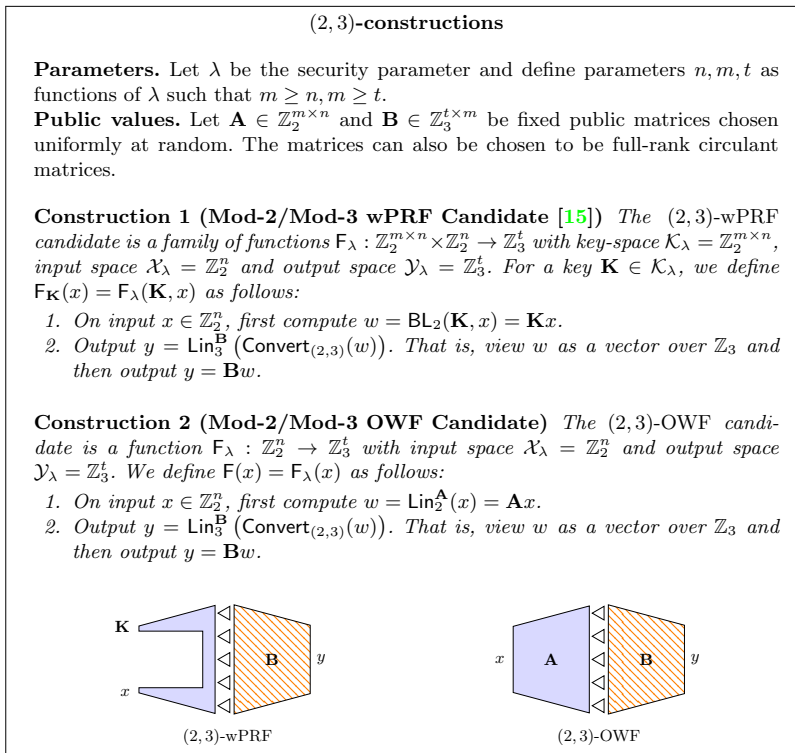 (2, 3)-constructions
Parameters. Let λ be the security parameter and define parameters n, m, t as
functions of λ such that m ≥ n, m ≥ t.
Public values. Let A ∈ ℤ₂^{m×n} and B ∈ ℤ₃^{t×m} be fixed public matrices chosen
uniformly at random. The matrices can also be chosen to be full-rank circulant
matrices.
Construction 1 (Mod-2/Mod-3 wPRF Candidate [15]) The (2, 3)-wPRF
candidate is a family of functions F_λ : ℤ₂^{m×n} × ℤ₂^n → ℤ₃^t with key-space 𝒦_λ = ℤ₂^{m×n},
input space 𝒳_λ = ℤ₂^n and output space 𝒴_λ = ℤ₃^t. For a key K ∈ 𝒦_λ, we define
F_K(x) = F_λ(K, x) as follows:
1. On input x ∈ ℤ₂^n, first compute w = BL₂(K, x) = Kx.
2. Output y = Lin₃^B (Convert_(2,3)(w)). That is, view w as a vector over ℤ₃ and
then output y = Bw.
Construction 2 (Mod-2/Mod-3 OWF Candidate) The (2, 3)-OWF candi-
date is a function F_λ : ℤ₂^n → ℤ₃^t with input space 𝒳_λ = ℤ₂^n and output space
𝒴_λ = ℤ₃^t. We define F(x) = F_λ(x) as follows:
1. On input x ∈ ℤ₂^n, first compute w = Lin₂^A(x) = Ax.
2. Output y = Lin₃^B (Convert_(2,3)(w)). That is, view w as a vector over ℤ₃ and
then output y = Bw.
K
x
B
y
(2, 3)-wPRF
x
A
B
y
(2, 3)-OWF